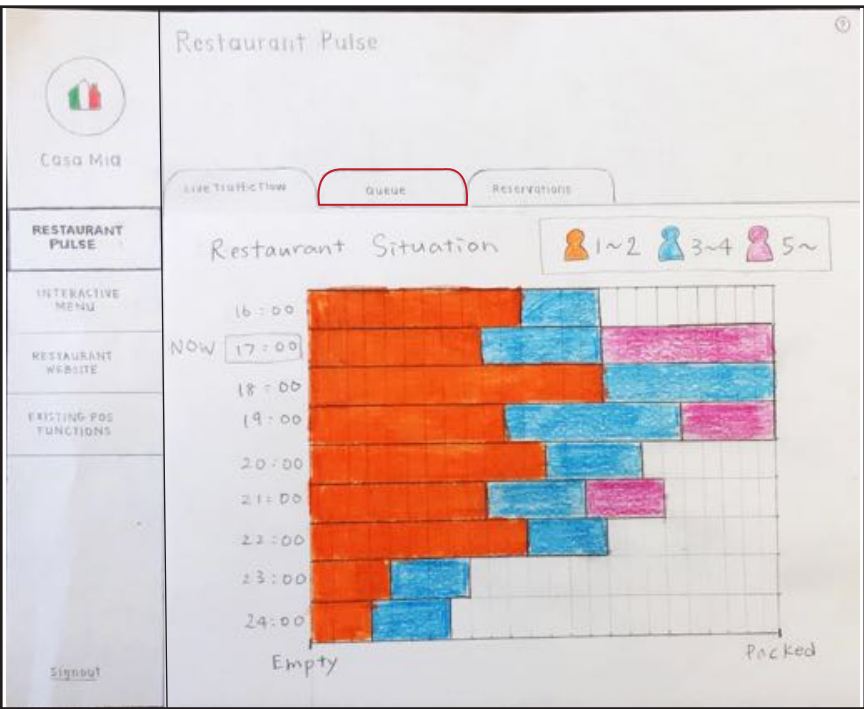 Restaurant Pulse
?
Casa Mia
Live Traffic Flow
Queue
Reservations
RESTAURANT
PULSE
INTERACTIVE
MENU
RESTAURANT
WEBSITE
EXISTING POS
FUNCTIONS
Signout
Restaurant Situation
1~2
3~4
5~
16:00
NOW 17:00
18:00
19:00
20:00
21:00
22:00
23:00
24:00
Empty
Packed